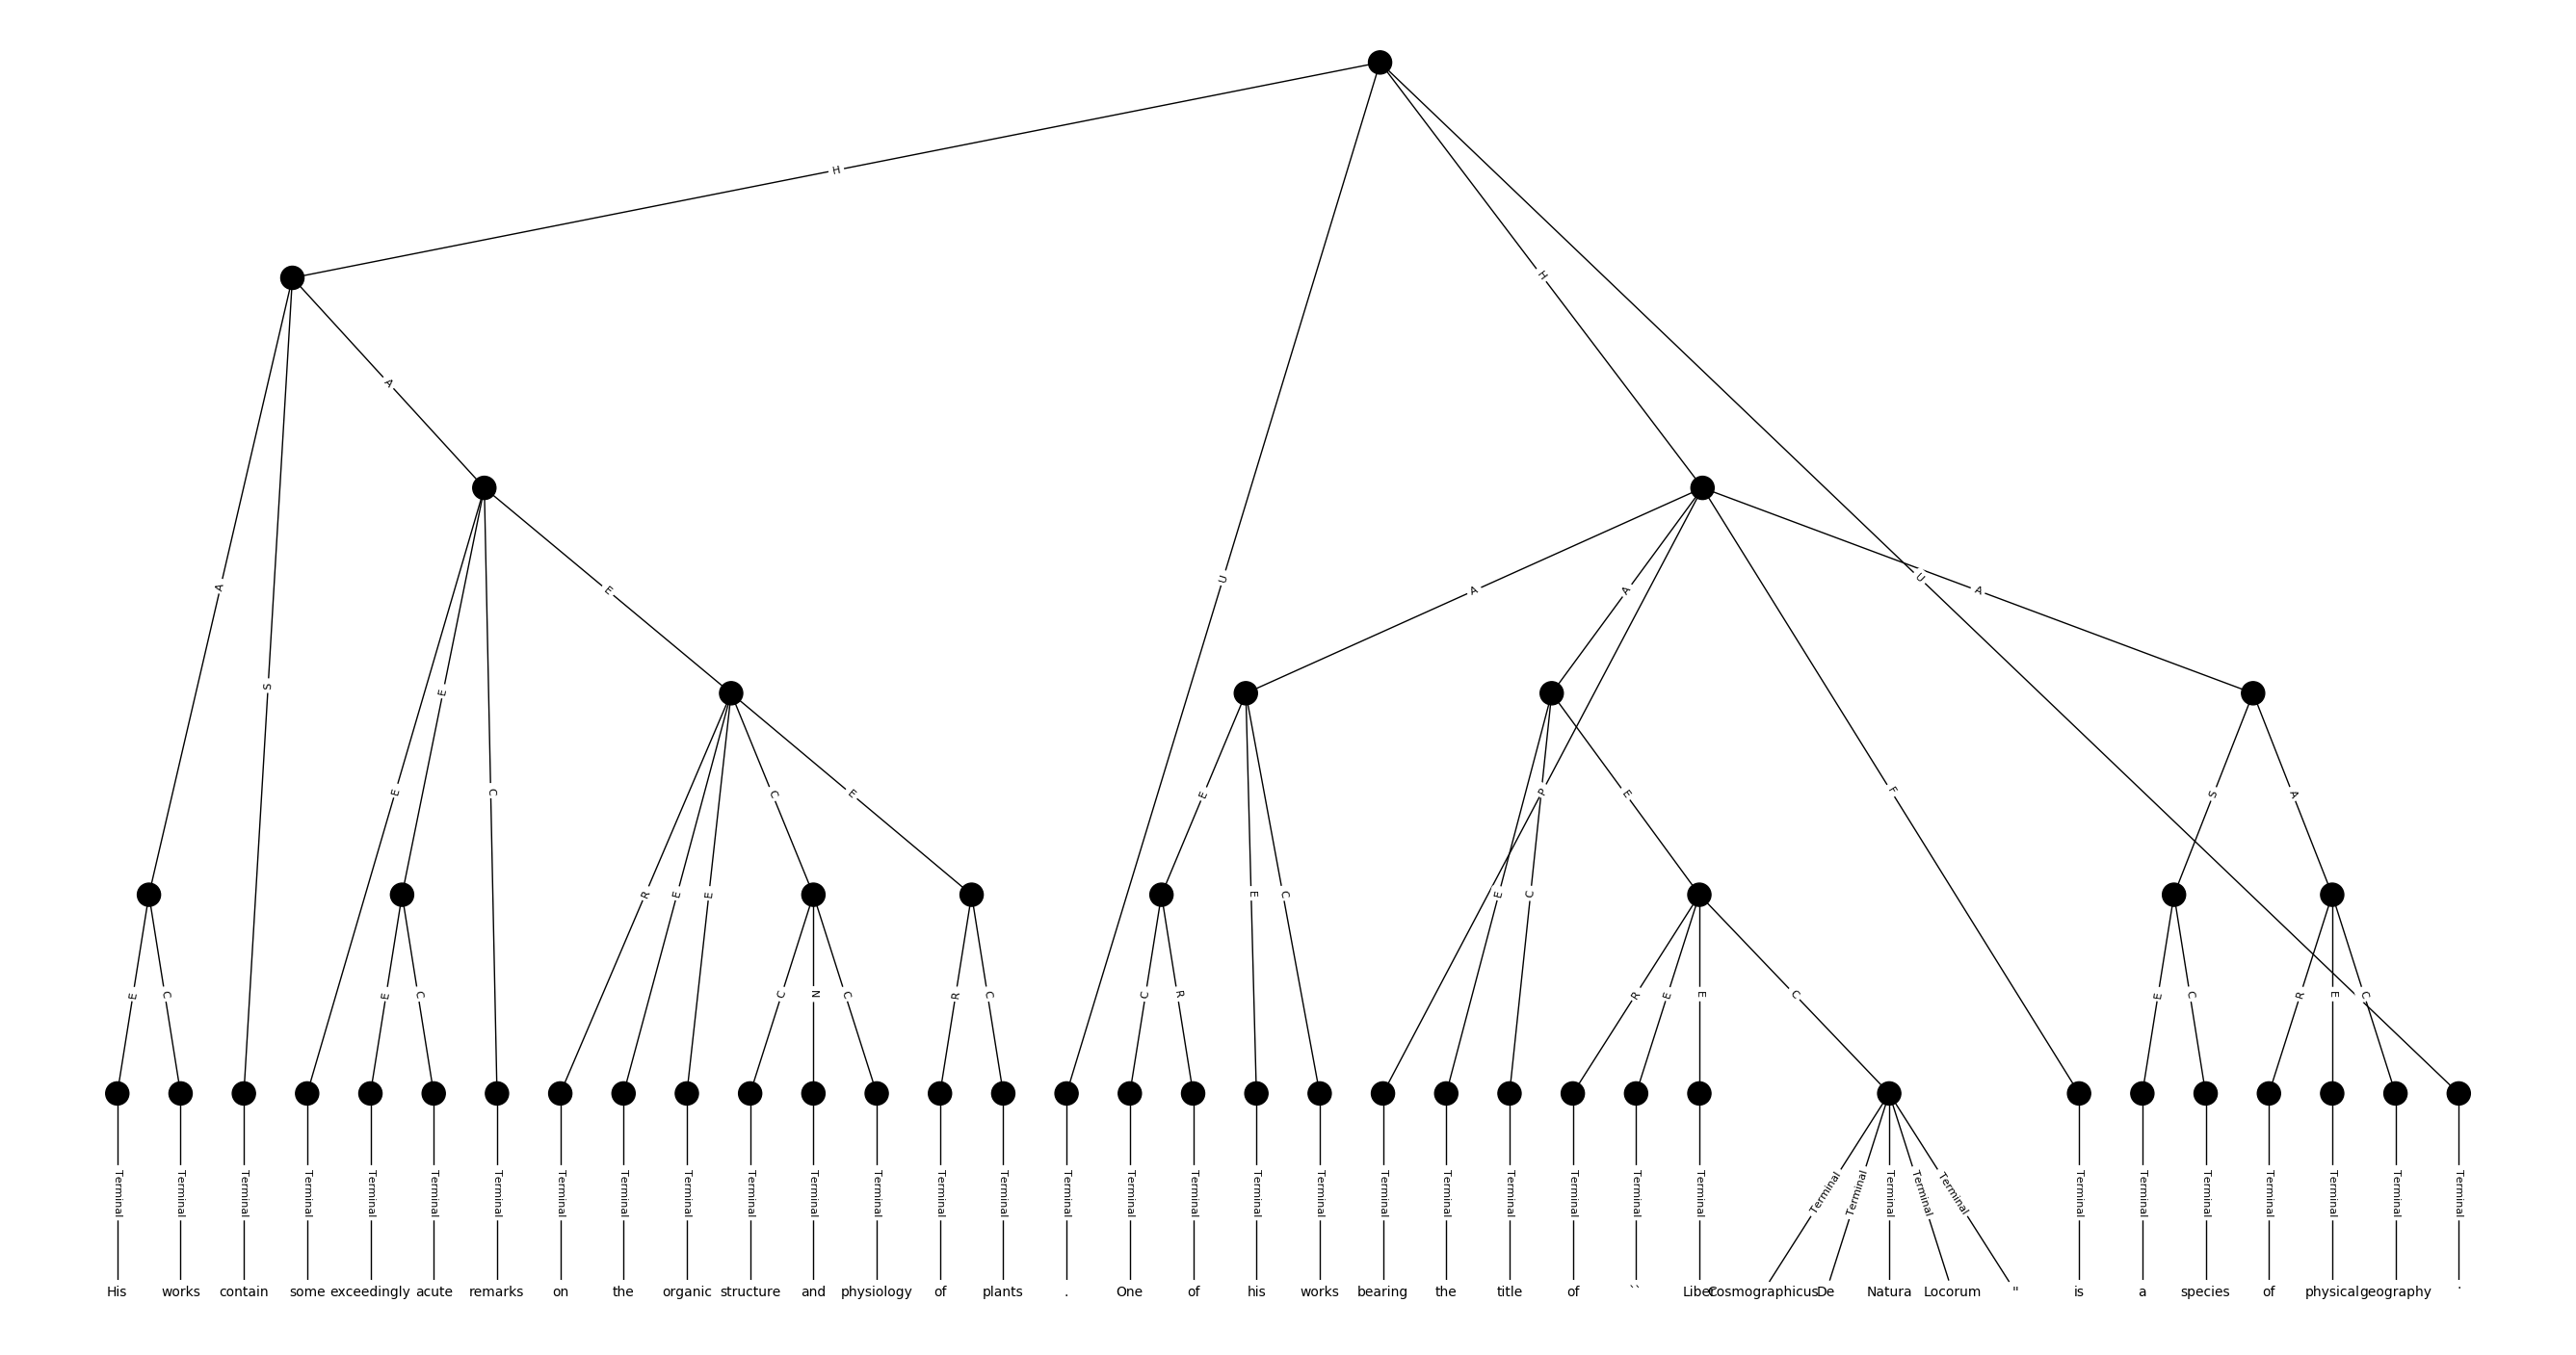 H
H
A
U
A
U
A
A
A
E
S
E
E
C
E
P
E
F
S
A
R
E
E
C
E
E
E
C
E
C
E
C
E
C
C
N
C
R
C
C
R
R
E
E
C
E
C
R
E
C
Terminal Terminal Terminal Terminal Terminal Terminal Terminal Terminal Terminal Terminal Terminal Terminal Terminal Terminal Terminal Terminal Terminal Terminal Terminal Terminal Terminal Terminal Terminal Terminal Terminal Terminal Terminal Terminal Terminal Terminal Terminal Terminal Terminal Terminal Terminal Terminal Terminal Terminal
His works contain some exceedingly acute remarks on the organic structure and physiology of plants . One of his works bearing the title of `` Liber Cosmographicus De Natura Locorum " is a species of physical geography .